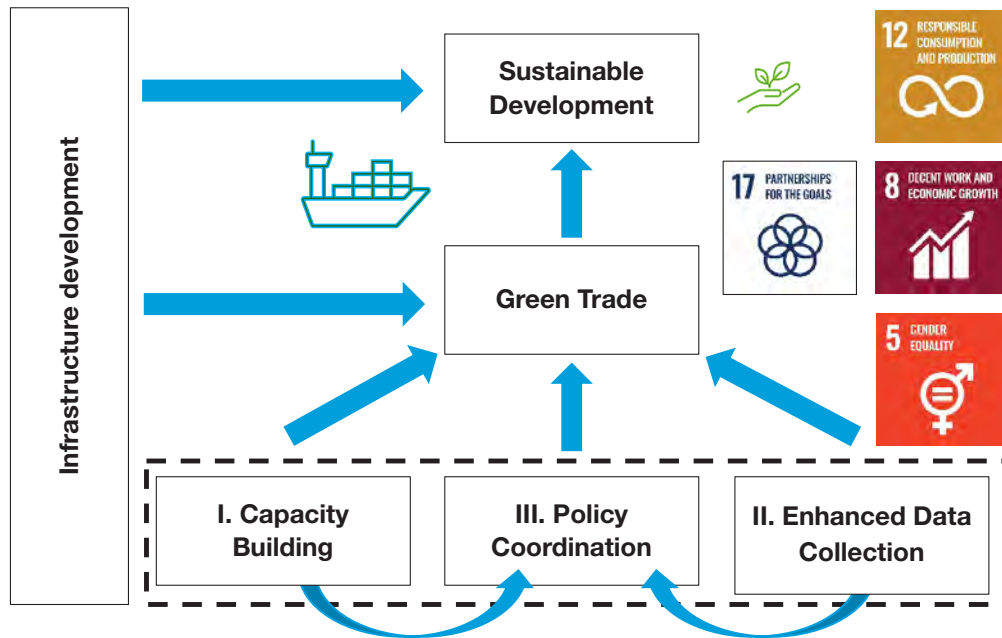 Infrastructure development
Sustainable
Development
12 RESPONSIBLE
CONSUMPTION
AND PRODUCTION
17 PARTNERSHIPS
FOR THE GOALS
8 DECENT WORK AND
ECONOMIC GROWTH
Green Trade
5 GENDER
EQUALITY
I. Capacity
Building
III. Policy
Coordination
II. Enhanced Data
Collection